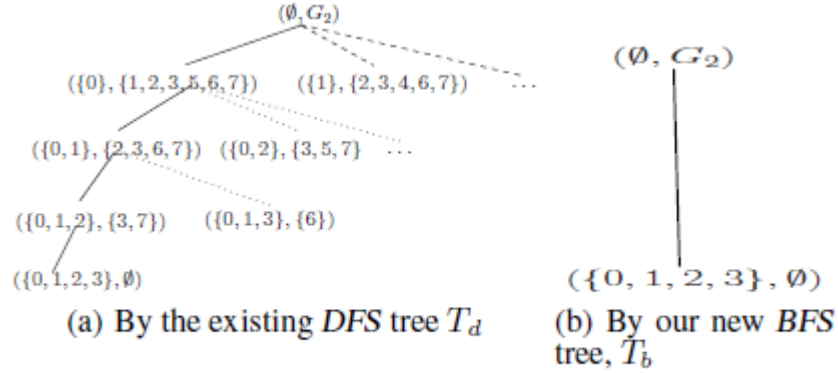 (∅, G₂)
({0}, {1, 2, 3, 5, 6, 7}) ({1}, {2, 3, 4, 6, 7}) ...
({0, 1}, {2, 3, 6, 7}) ({0, 2}, {3, 5, 7} ...
({0, 1, 2}, {3, 7}) ({0, 1, 3}, {6})
({0, 1, 2, 3}, ∅)
(a) By the existing DFS tree T_d
(∅, G₂)
({0, 1, 2, 3}, ∅)
(b) By our new BFS
tree, T_b